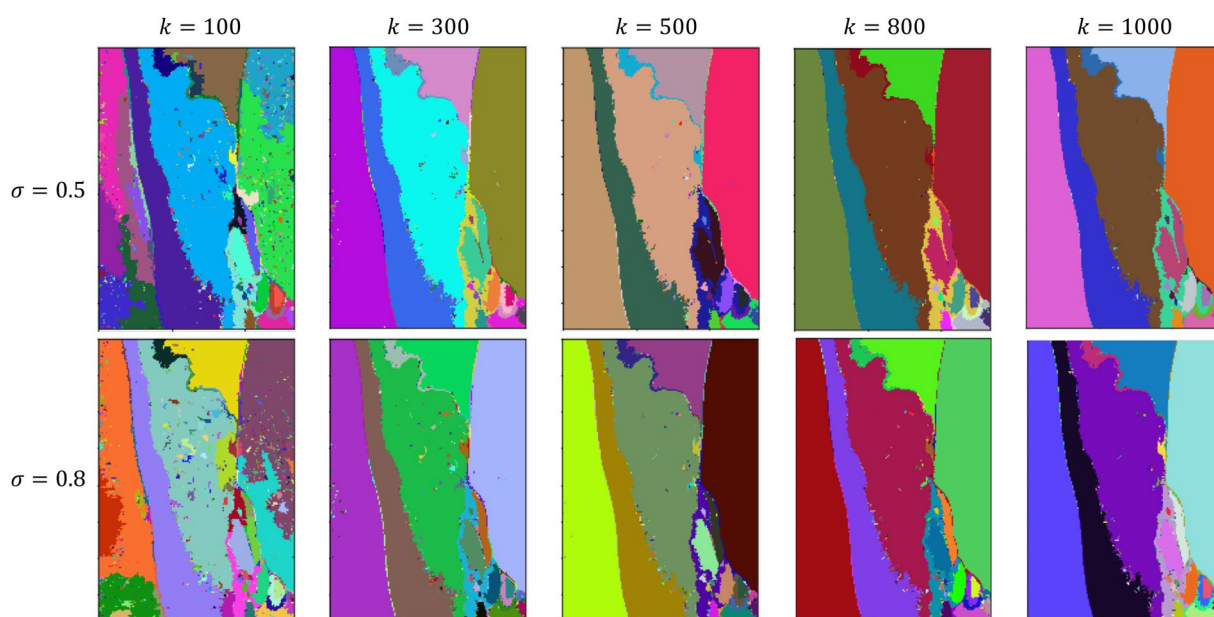 k = 100
k = 300
k = 500
k = 800
k = 1000
σ = 0.5
σ = 0.8